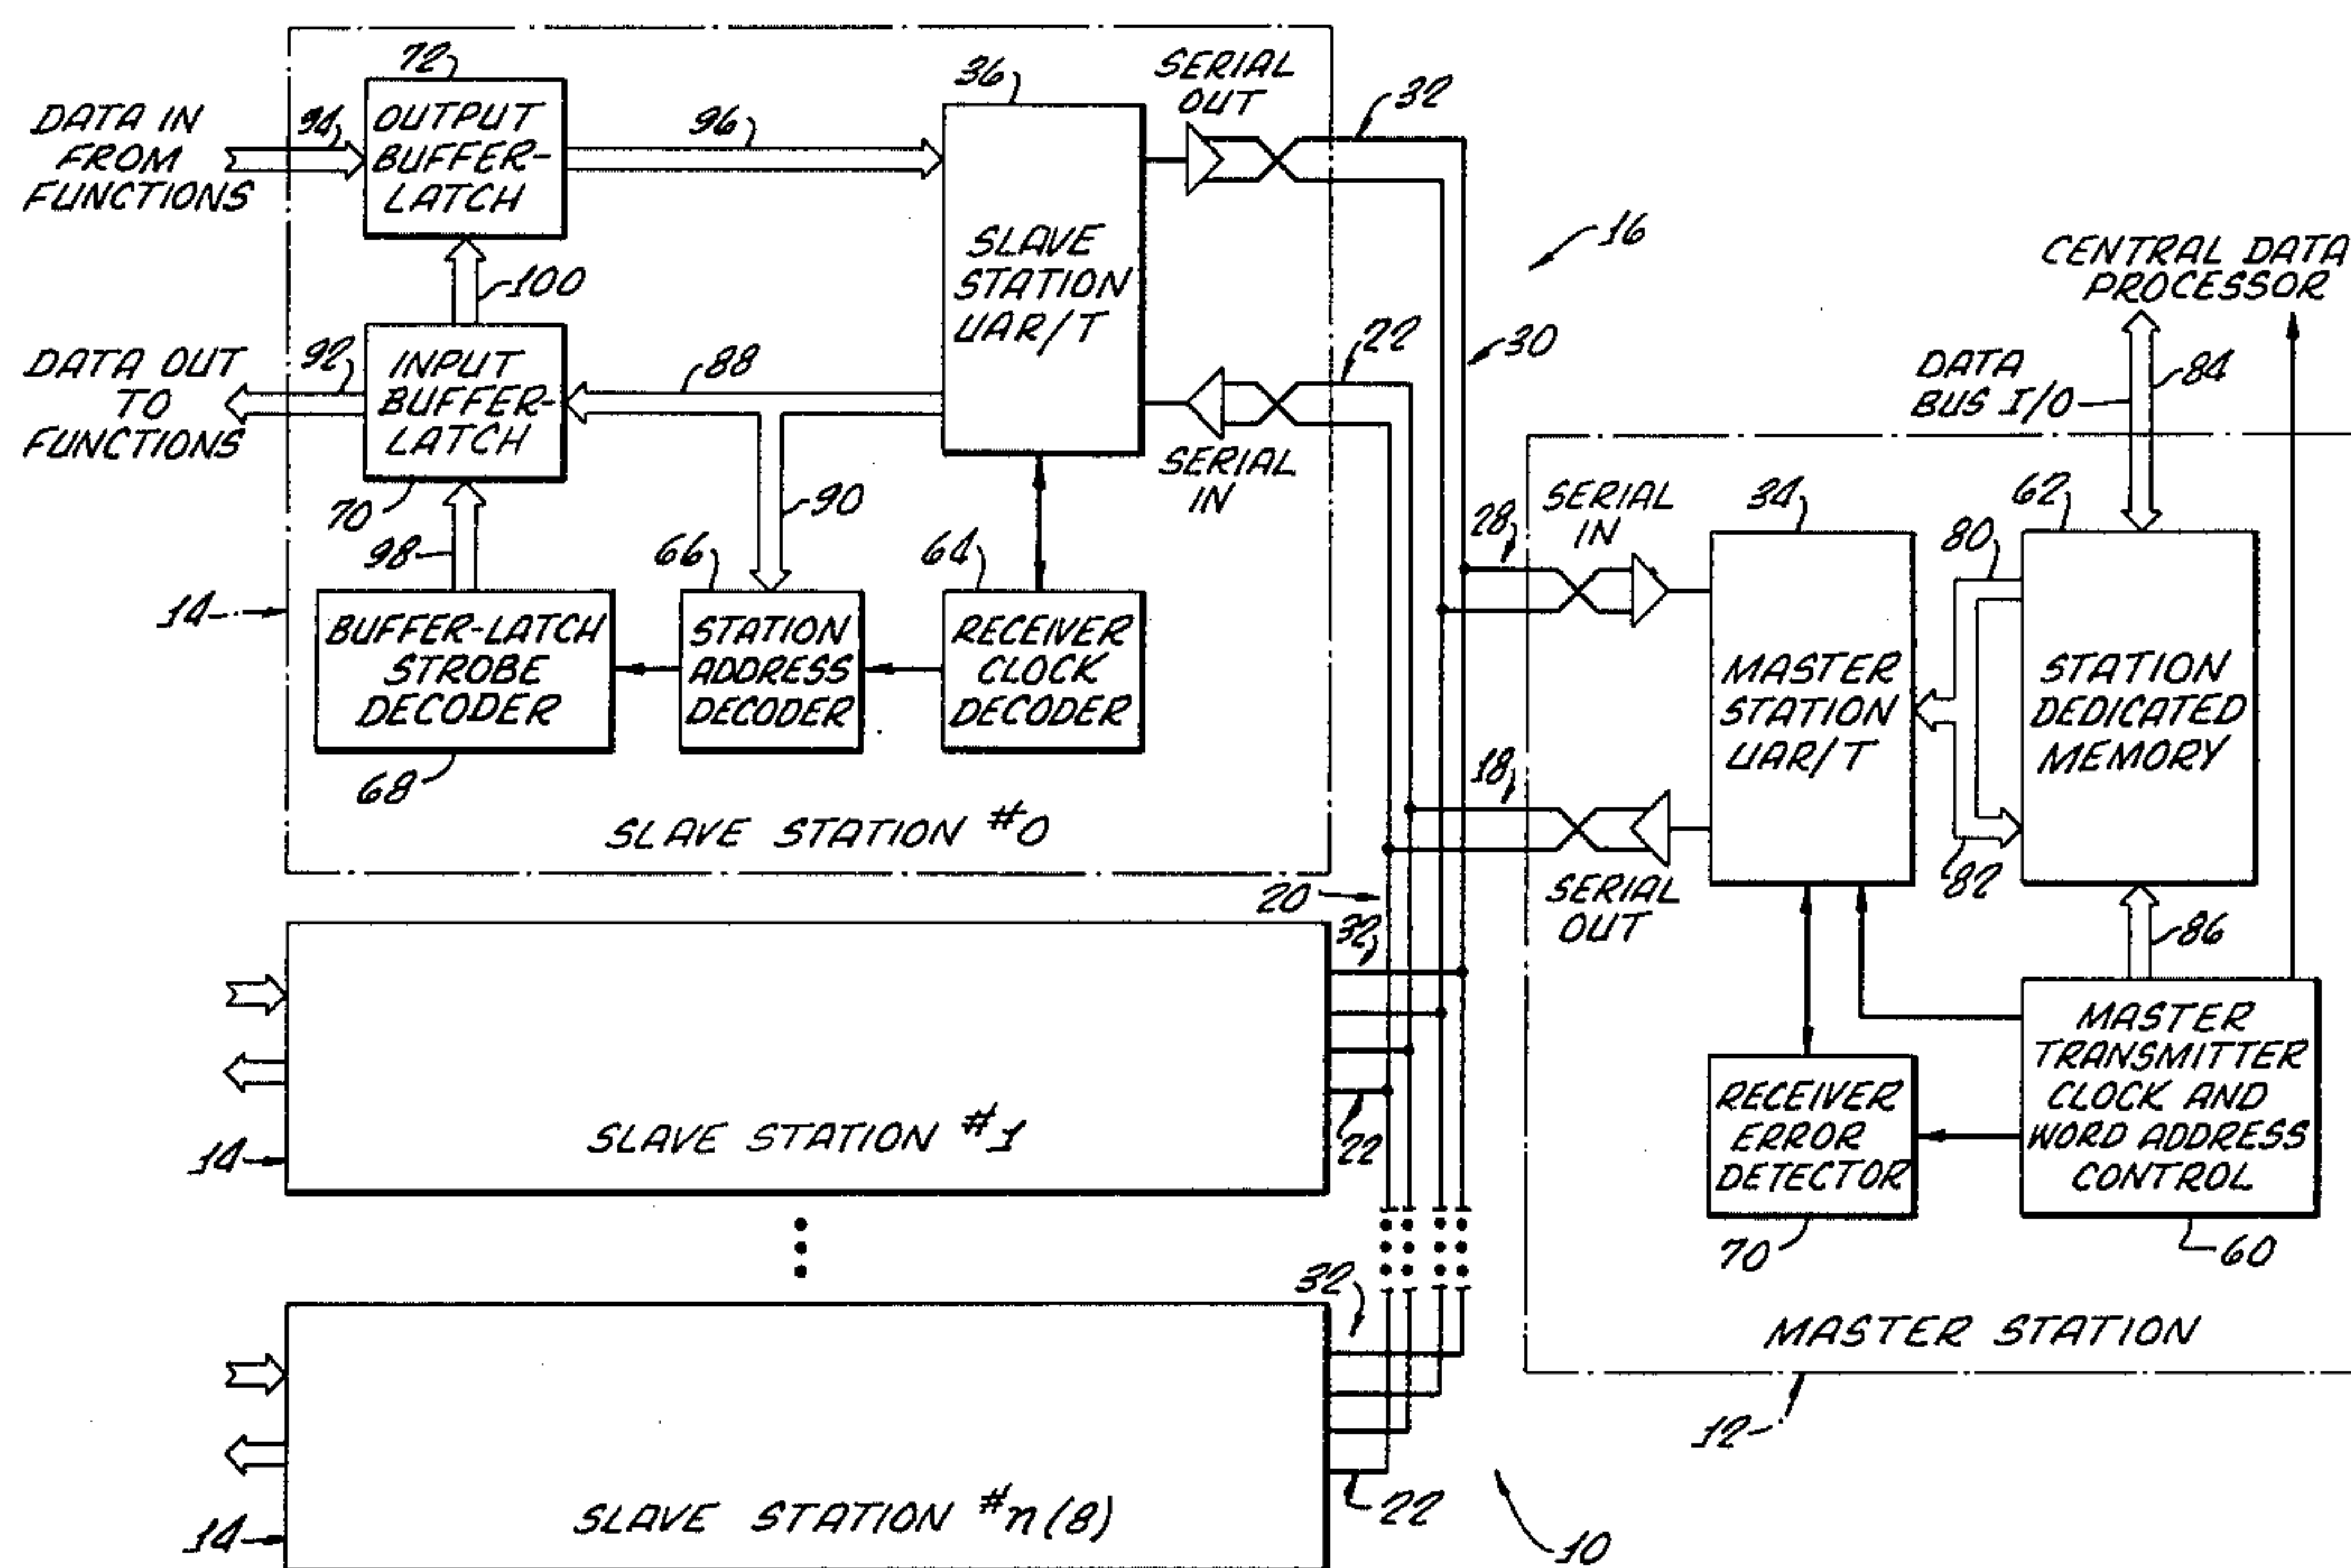 72
DATA IN
FROM
FUNCTIONS
94
OUTPUT
BUFFER-
LATCH
96
36
SLAVE
STATION
UAR/T
SERIAL
OUT
32
16
30
100
DATA OUT
TO
FUNCTIONS
92
INPUT
BUFFER-
LATCH
88
22
SERIAL
IN
70
98
90
66
64
14
BUFFER-LATCH
STROBE
DECODER
STATION
ADDRESS
DECODER
RECEIVER
CLOCK
DECODER
68
SLAVE STATION #0
CENTRAL DATA
PROCESSOR
DATA
BUS I/O
84
28
SERIAL
IN
34
80
62
MASTER
STATION
UAR/T
STATION
DEDICATED
MEMORY
18
SERIAL
OUT
82
86
20
32
RECEIVER
ERROR
DETECTOR
MASTER
TRANSMITTER
CLOCK AND
WORD ADDRESS
CONTROL
70
60
MASTER STATION
12
SLAVE STATION #1
14
22
32
SLAVE STATION #n(8)
14
22
10